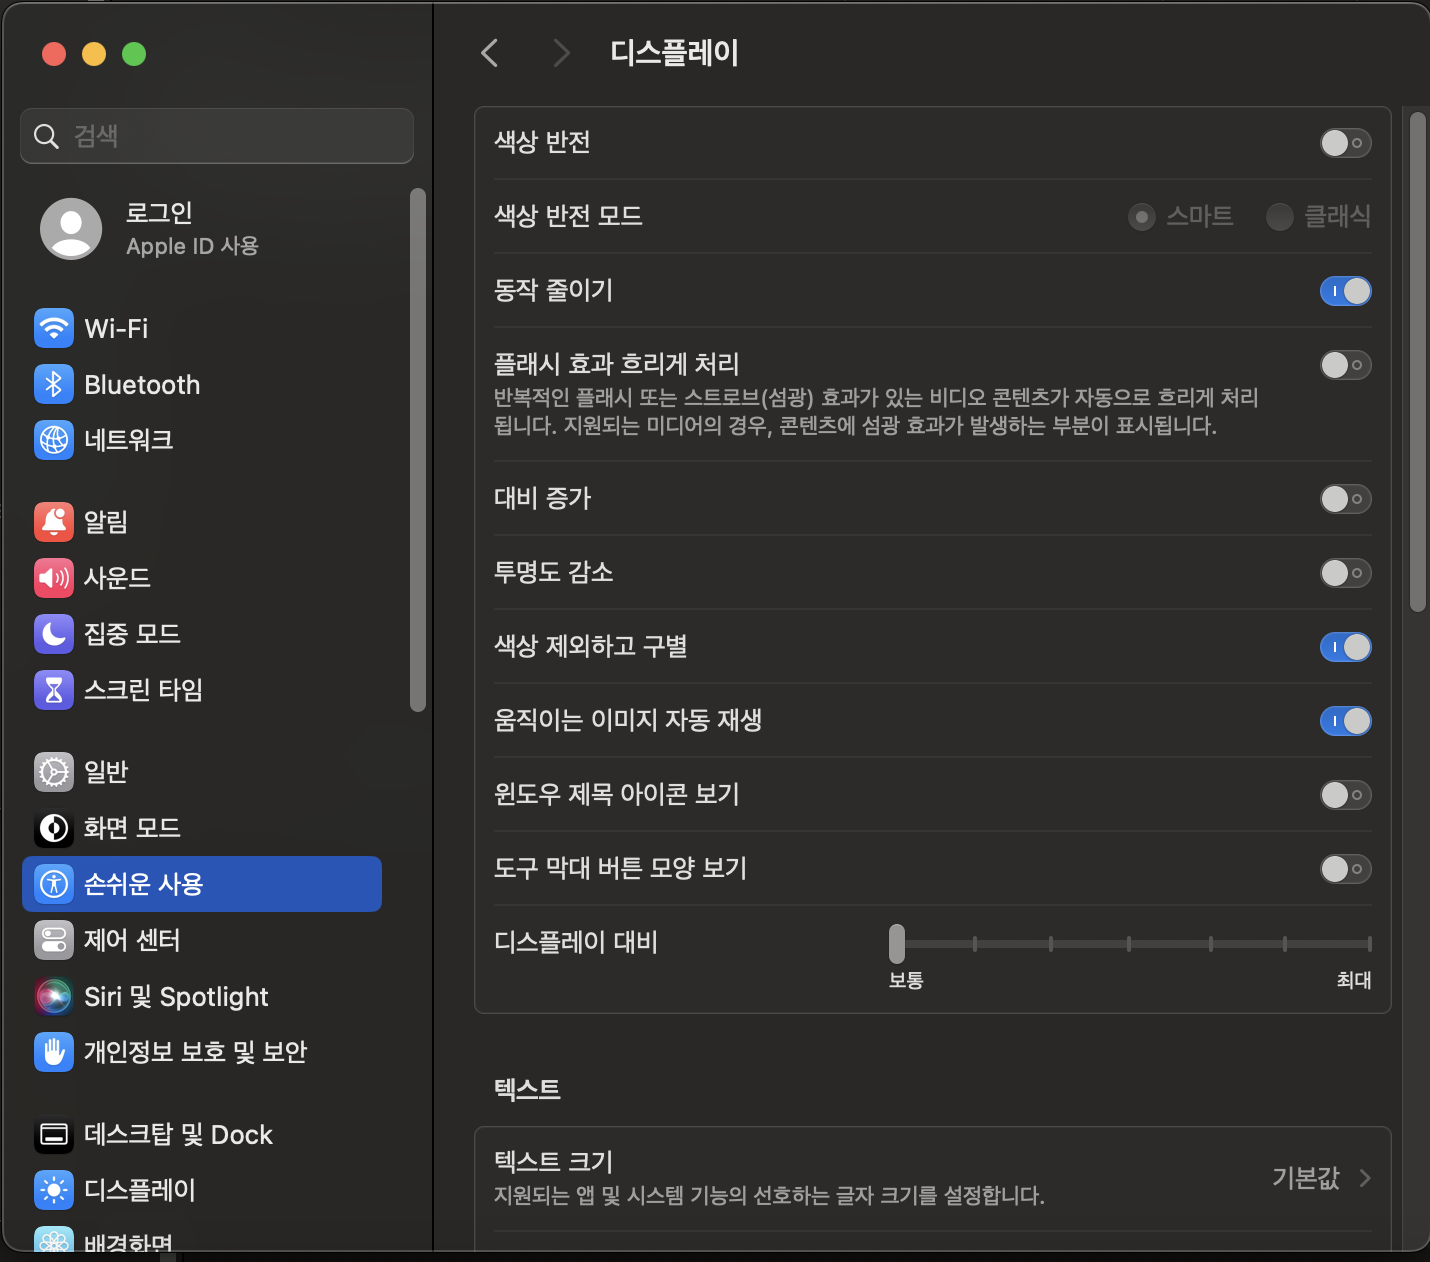 디스플레이
검색
로그인
Apple ID 사용
Wi-Fi
Bluetooth
네트워크
알림
사운드
집중 모드
스크린 타임
일반
화면 모드
손쉬운 사용
제어 센터
Siri 및 Spotlight
개인정보 보호 및 보안
데스크탑 및 Dock
디스플레이
배경화면
색상 반전
색상 반전 모드 스마트 클래식
동작 줄이기
플래시 효과 흐리게 처리
반복적인 플래시 또는 스트로브(섬광) 효과가 있는 비디오 콘텐츠가 자동으로 흐리게 처리
됩니다. 지원되는 미디어의 경우, 콘텐츠에 섬광 효과가 발생하는 부분이 표시됩니다.
대비 증가
투명도 감소
색상 제외하고 구별
움직이는 이미지 자동 재생
윈도우 제목 아이콘 보기
도구 막대 버튼 모양 보기
디스플레이 대비
보통 최대
텍스트
텍스트 크기
지원되는 앱 및 시스템 기능의 선호하는 글자 크기를 설정합니다.
기본값